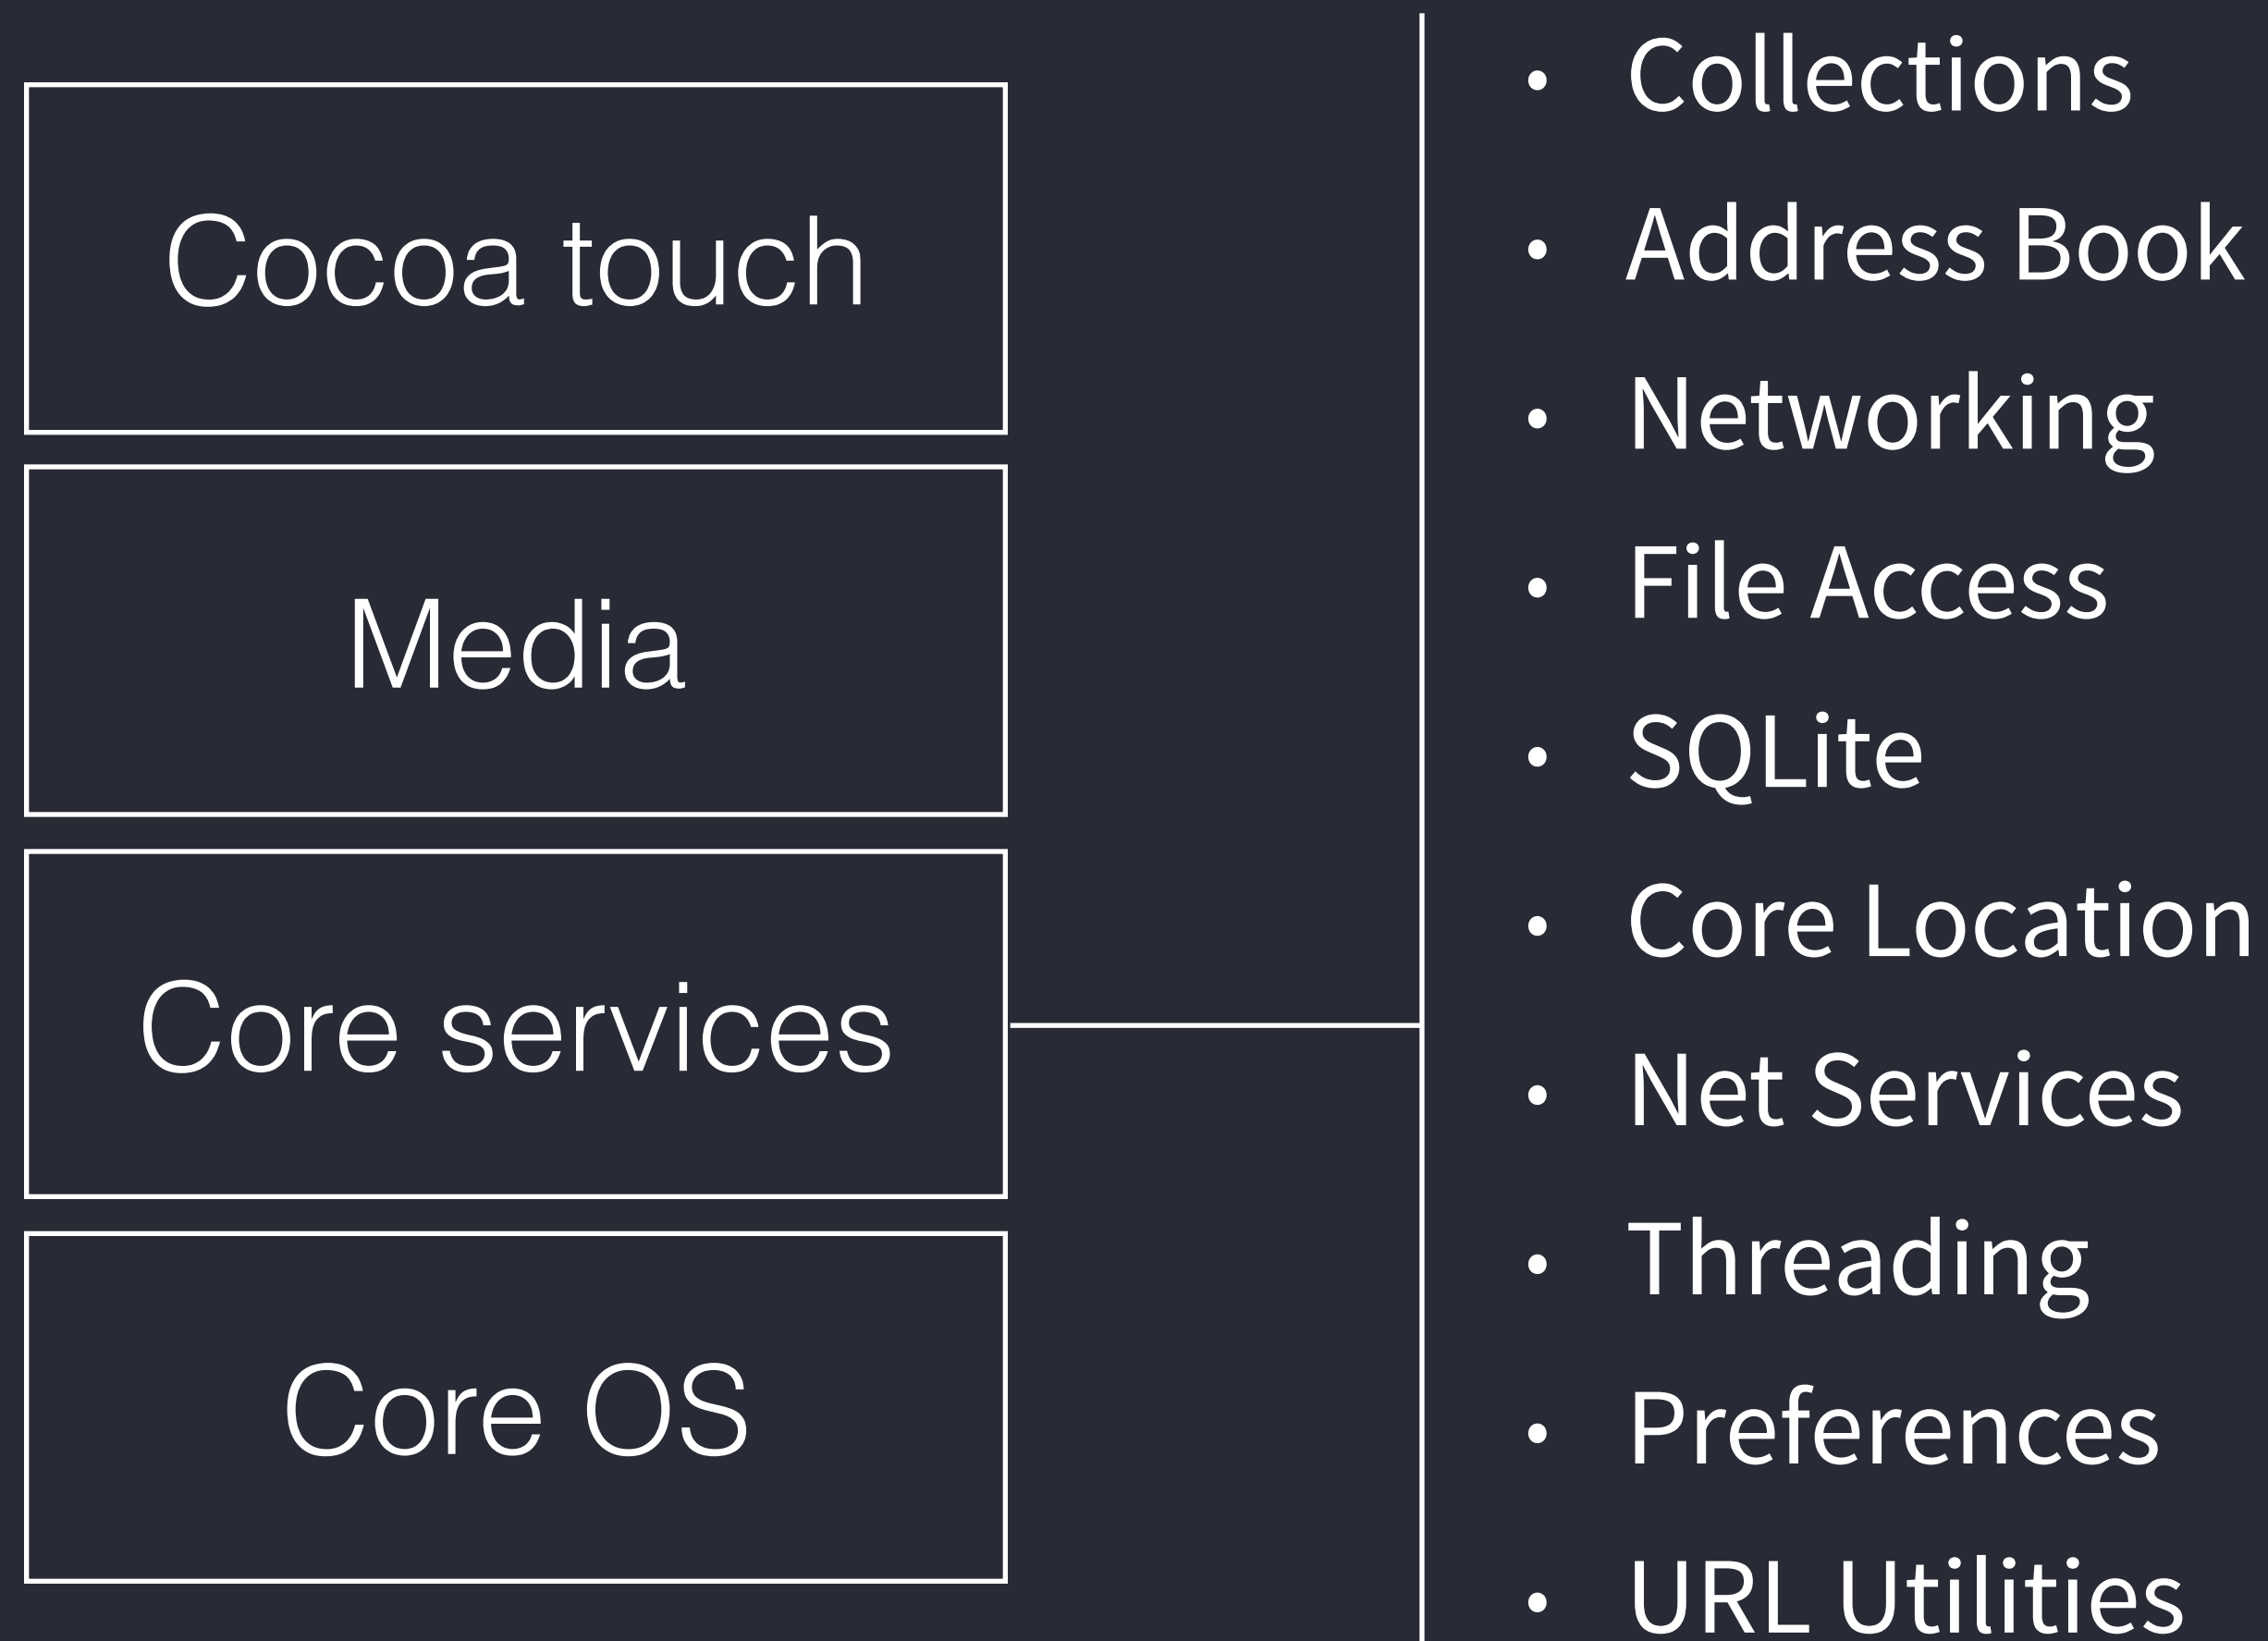 Cocoa touch
Media
Core services
Core OS
• Collections
• Address Book
• Networking
• File Access
• SQLite
• Core Location
• Net Services
• Threading
• Preferences
• URL Utilities